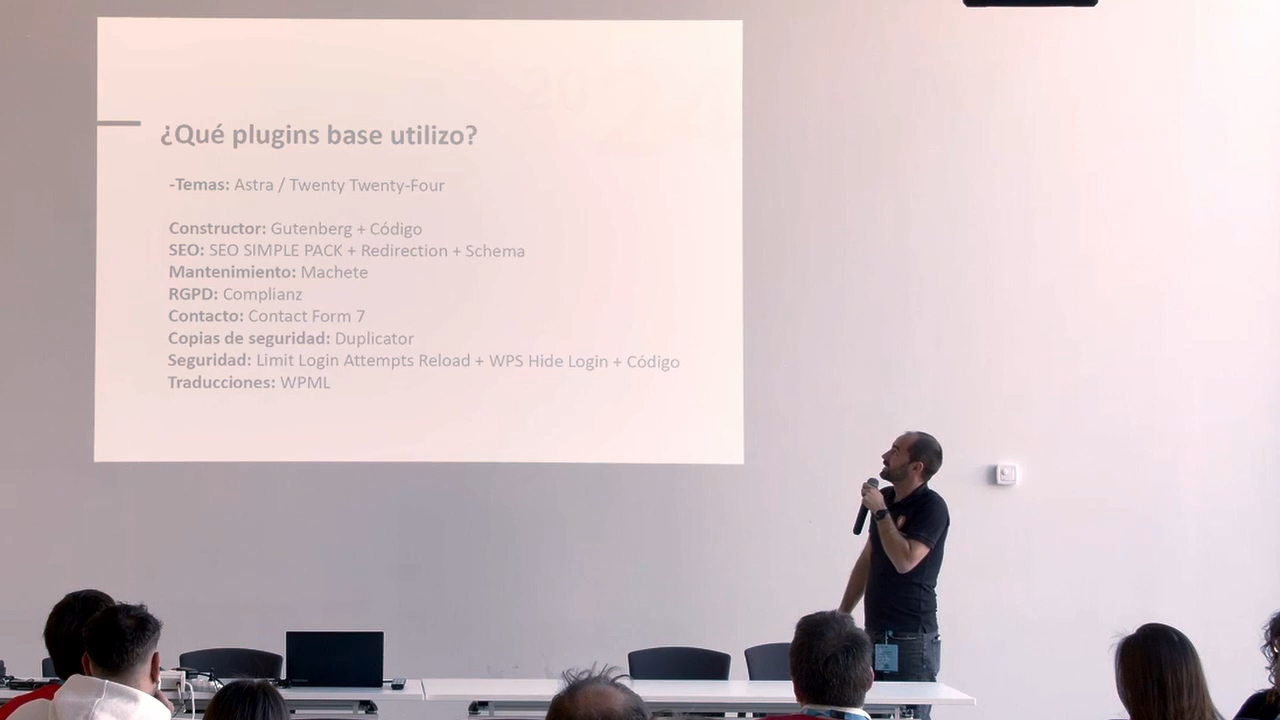 ¿Qué plugins base utilizo?
-Temas: Astra / Twenty Twenty-Four
Constructor: Gutenberg + Código
SEO: SEO SIMPLE PACK + Redirection + Schema
Mantenimiento: Machete
RGPD: Complianz
Contacto: Contact Form 7
Copias de seguridad: Duplicator
Seguridad: Limit Login Attempts Reload + WPS Hide Login + Código
Traducciones: WPML